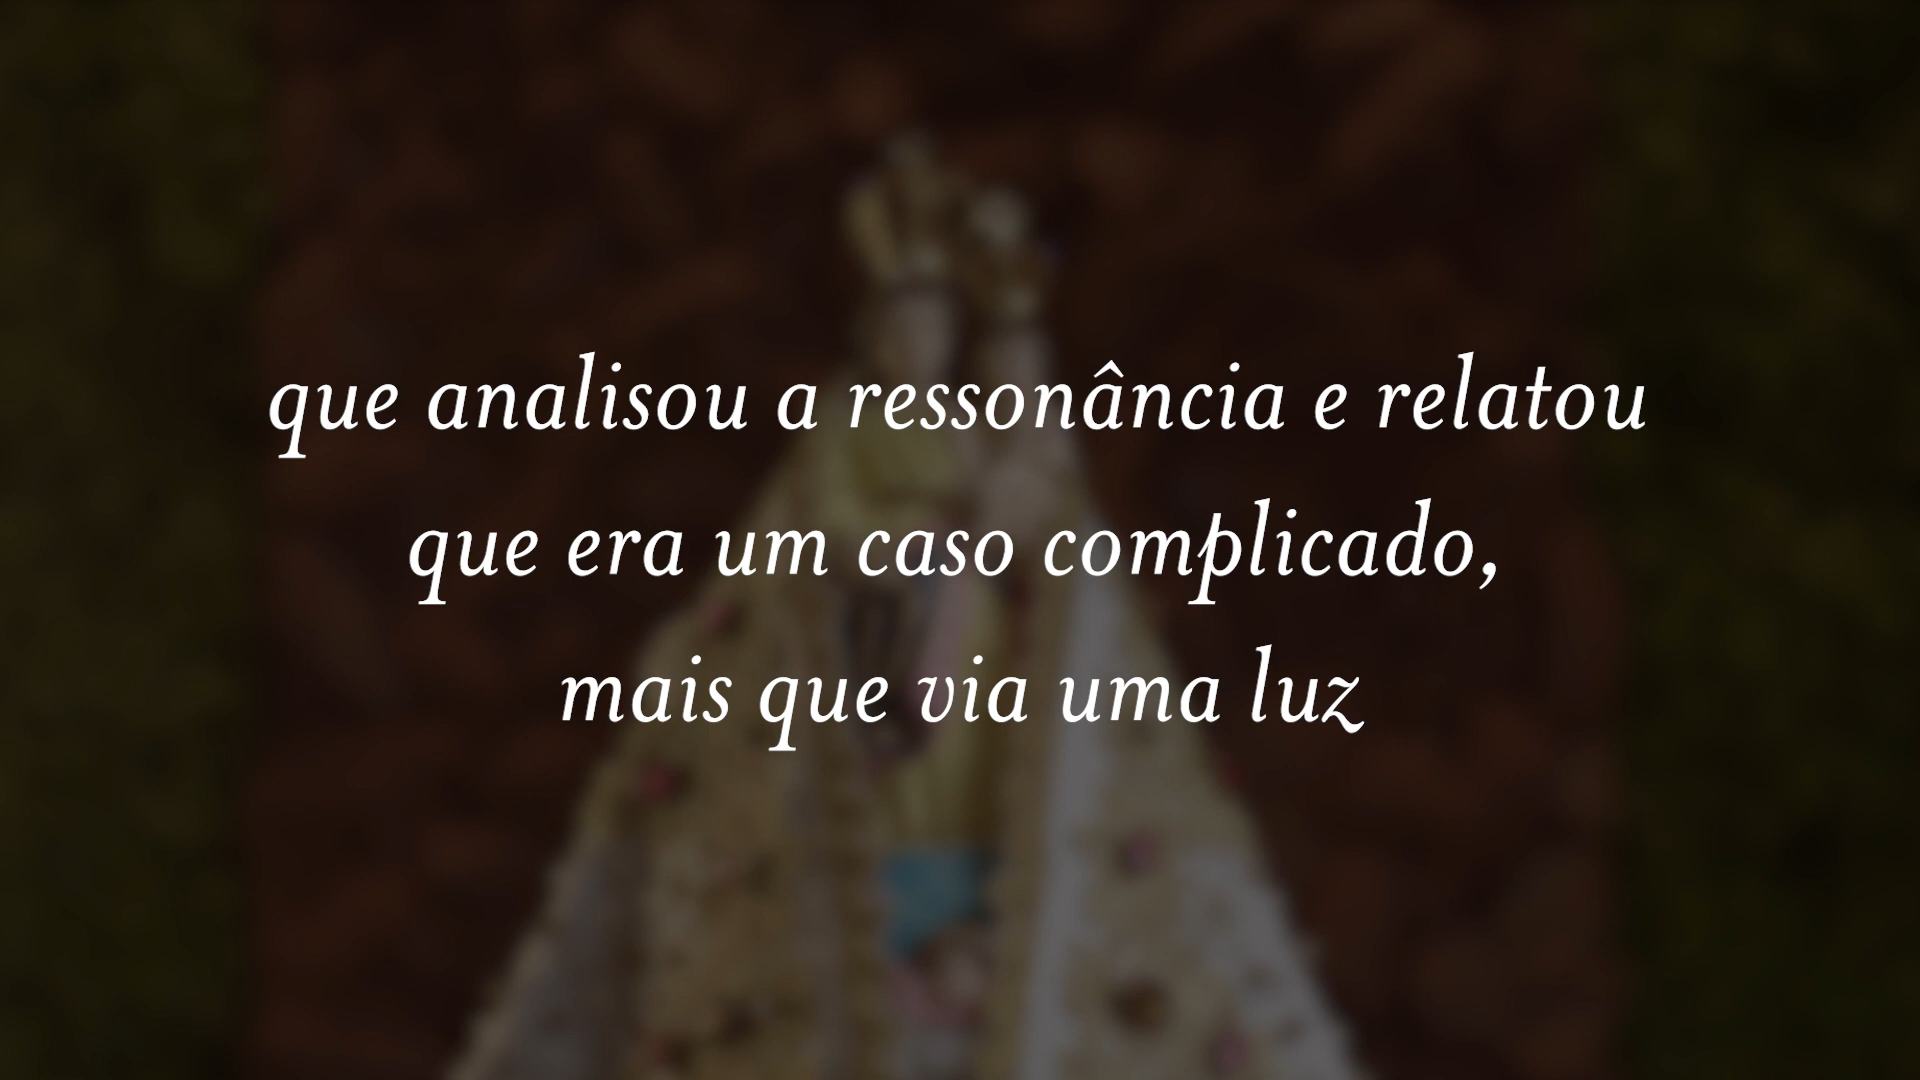 que analisou a ressonância e relatou
que era um caso complicado,
mais que via uma luz